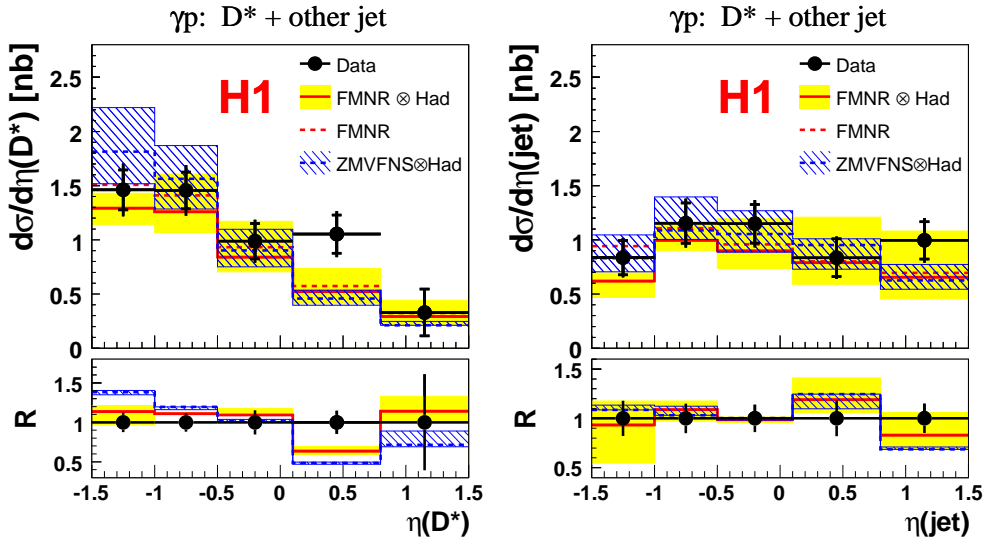 γp: D* + other jet
dσ/dη(D*) [nb]
H1
Data
FMNR ⊗ Had
FMNR
ZMVFNS⊗Had
2.5
2
1.5
1
0.5
0
R
1.5
1
0.5
-1.5 -1 -0.5 0 0.5 1 1.5
η(D*)
γp: D* + other jet
dσ/dη(jet) [nb]
H1
Data
FMNR ⊗ Had
FMNR
ZMVFNS⊗Had
2.5
2
1.5
1
0.5
0
R
1.5
1
0.5
-1.5 -1 -0.5 0 0.5 1 1.5
η(jet)